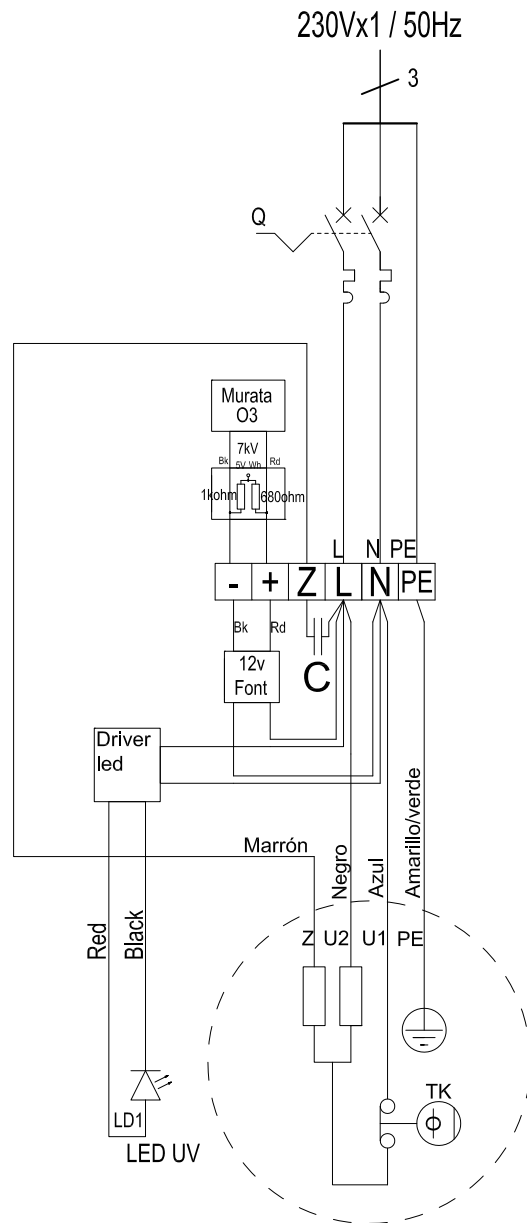 230Vx1 / 50Hz
3
Q
Murata
O3
7kV
Bk 5V Wh Rd
1kohm 680ohm
L N PE
- + Z L N PE
Bk Rd
12v
Font
C
Driver
led
Marrón
Negro
Azul
Amarillo/verde
Red
Black
Z U2 U1 PE
TK
LD1
LED UV